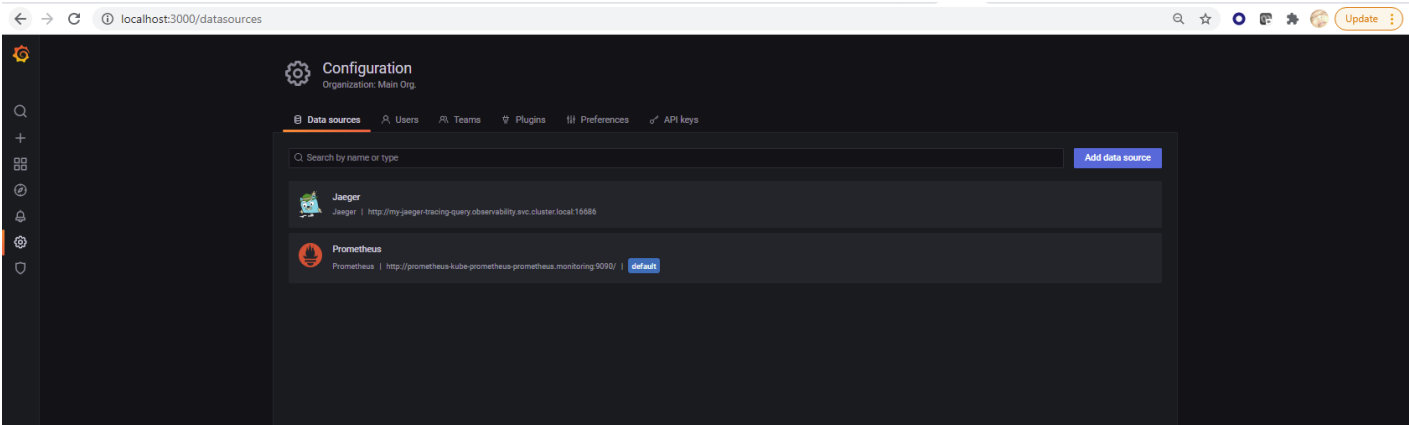 localhost:3000/datasources
Update
Configuration
Organization: Main Org.
Data sources Users Teams Plugins Preferences API keys
Search by name or type
Add data source
Jaeger
Jaeger | http://my-jaeger-tracing-query.observability.svc.cluster.local:16686
Prometheus
Prometheus | http://prometheus-kube-prometheus-prometheus.monitoring:9090/ | default